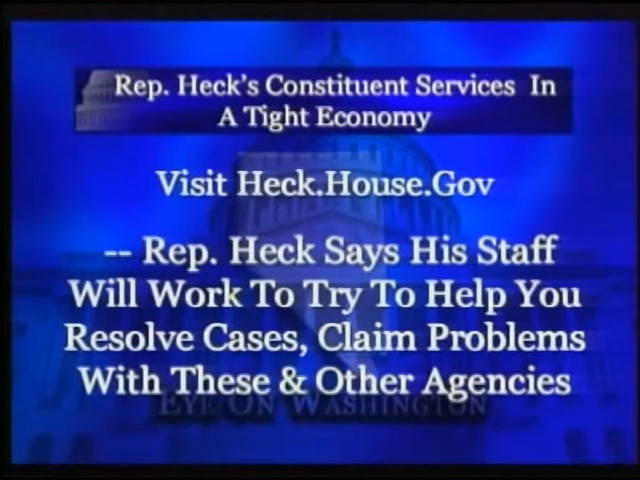 Rep. Heck's Constituent Services In
A Tight Economy
Visit Heck.House.Gov
-- Rep. Heck Says His Staff
Will Work To Try To Help You
Resolve Cases, Claim Problems
With These & Other Agencies
EYE ON WASHINGTON